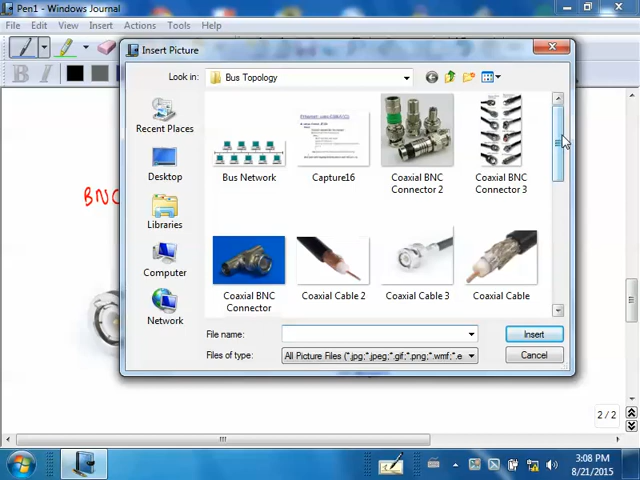 Pen1 - Windows Journal
File Edit View Insert Actions Tools Help
B I
BNC
Insert Picture
Look in: Bus Topology
Recent Places
Desktop
Libraries
Computer
Network
Bus Network
Capture16
Coaxial BNC Connector 2
Coaxial BNC Connector 3
Coaxial BNC Connector
Coaxial Cable 2
Coaxial Cable 3
Coaxial Cable
File name:
Insert
Files of type: All Picture Files (*.jpg;*.jpeg;*.gif;*.png;*.wmf;*.e
Cancel
2 / 2
3:08 PM
8/21/2015